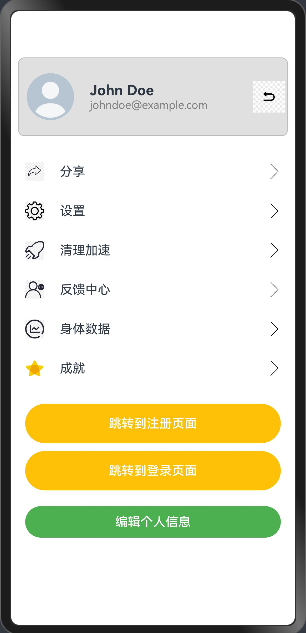 John Doe
johndoe@example.com
分享
设置
清理加速
反馈中心
身体数据
成就
跳转到注册页面
跳转到登录页面
编辑个人信息